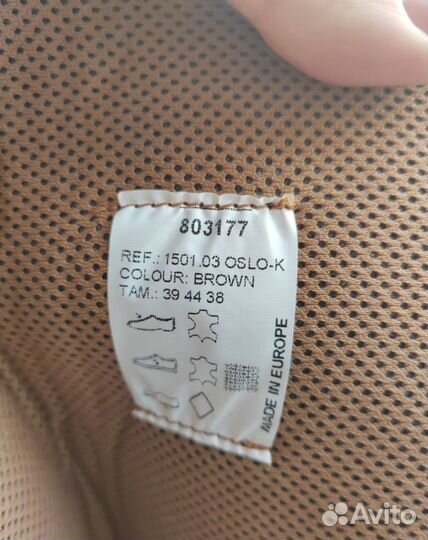 803177
REF.: 1501.03 OSLO-K
COLOUR: BROWN
TAM.: 39 44 38
MADE IN EUROPE
Avito